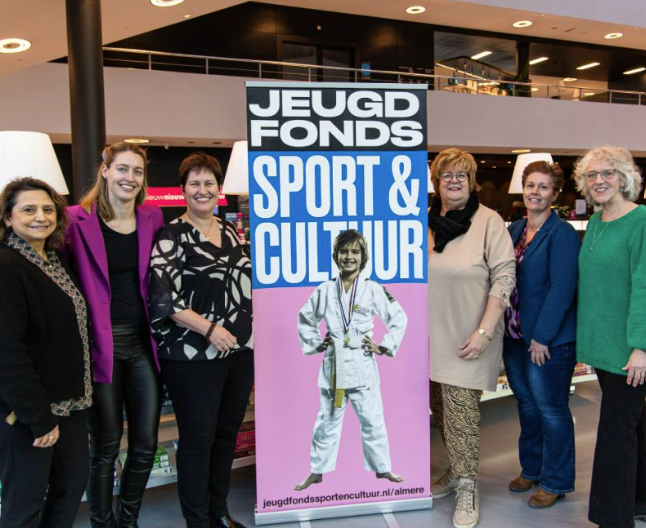 JEUGD
FONDS
SPORT &
CULTUUR
jeugdfondssportencultuur.nl/almere